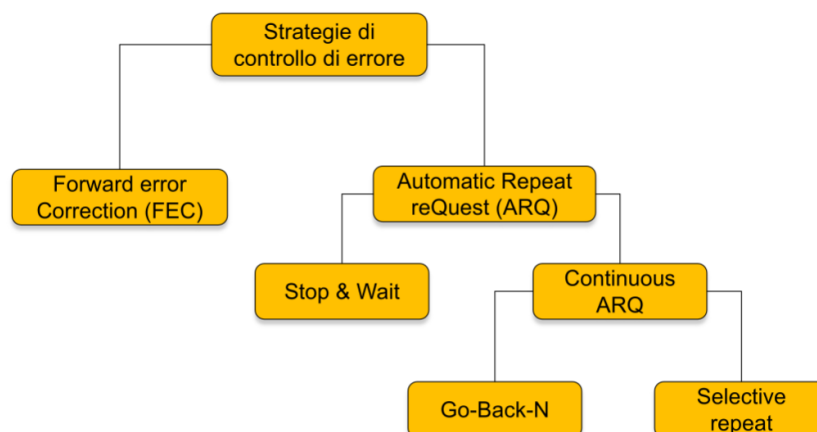 Strategie di
controllo di errore
Forward error
Correction (FEC)
Automatic Repeat
reQuest (ARQ)
Stop & Wait
Continuous
ARQ
Go-Back-N
Selective
repeat